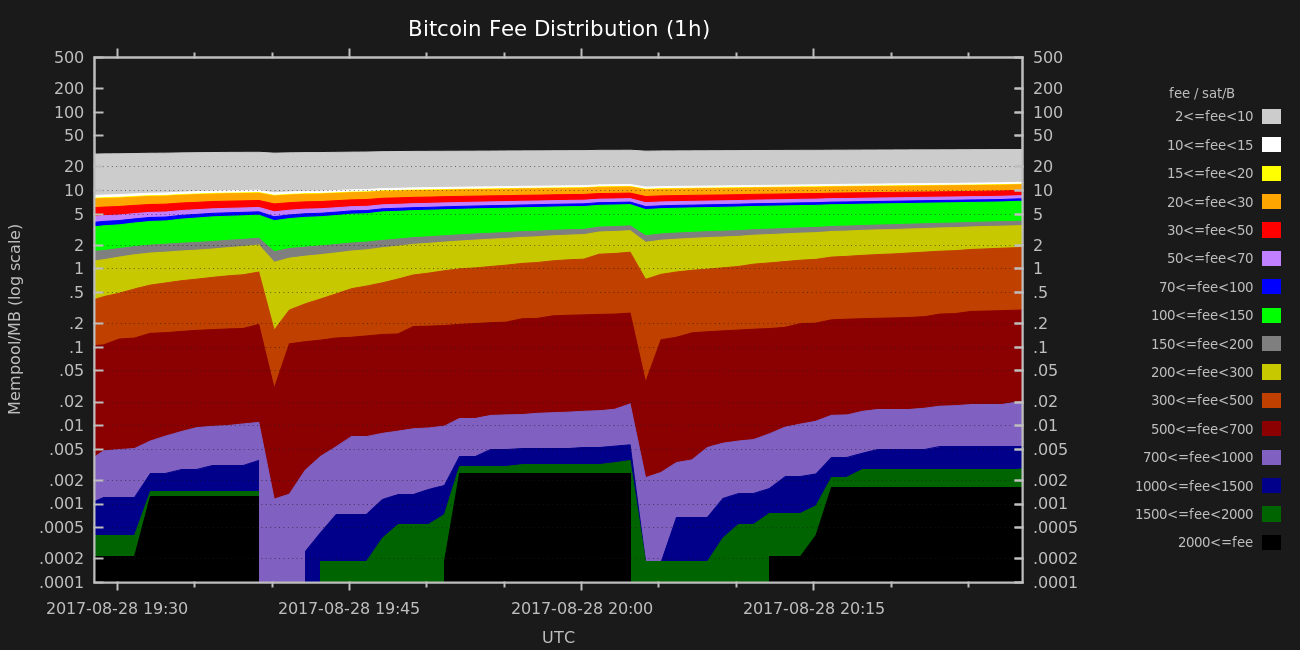 Bitcoin Fee Distribution (1h)
Mempool/MB (log scale)
500
200
100
50
20
10
5
2
1
.5
.2
.1
.05
.02
.01
.005
.002
.001
.0005
.0002
.0001
500
200
100
50
20
10
5
2
1
.5
.2
.1
.05
.02
.01
.005
.002
.001
.0005
.0002
.0001
2017-08-28 19:30
2017-08-28 19:45
2017-08-28 20:00
2017-08-28 20:15
UTC
fee / sat/B
2<=fee<10
10<=fee<15
15<=fee<20
20<=fee<30
30<=fee<50
50<=fee<70
70<=fee<100
100<=fee<150
150<=fee<200
200<=fee<300
300<=fee<500
500<=fee<700
700<=fee<1000
1000<=fee<1500
1500<=fee<2000
2000<=fee